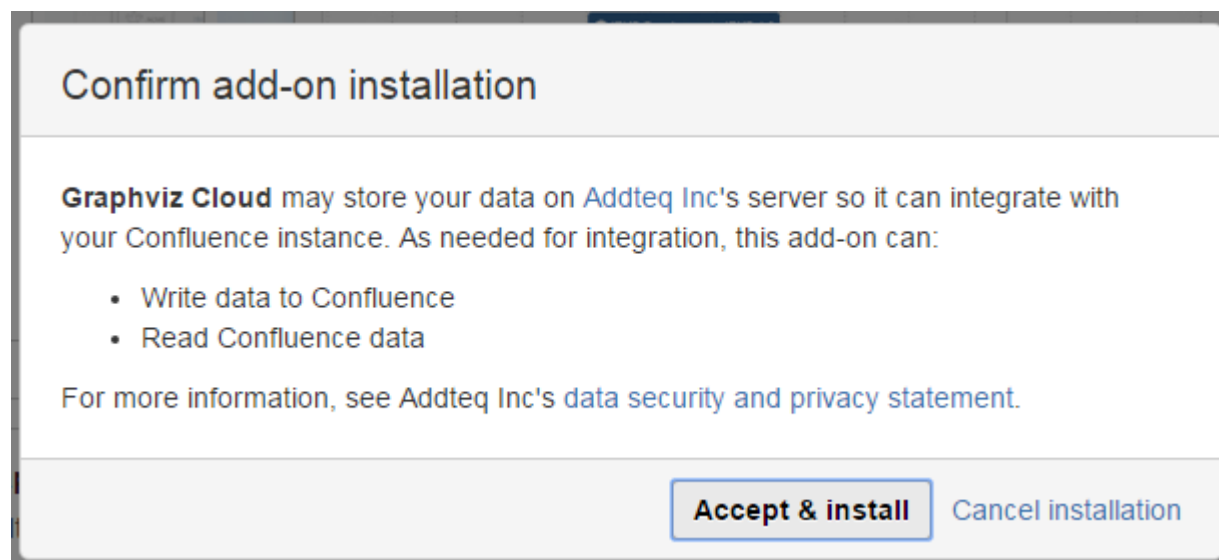 Confirm add-on installation
Graphviz Cloud may store your data on Addteq Inc's server so it can integrate with
your Confluence instance. As needed for integration, this add-on can:
• Write data to Confluence
• Read Confluence data
For more information, see Addteq Inc's data security and privacy statement.
Accept & install Cancel installation